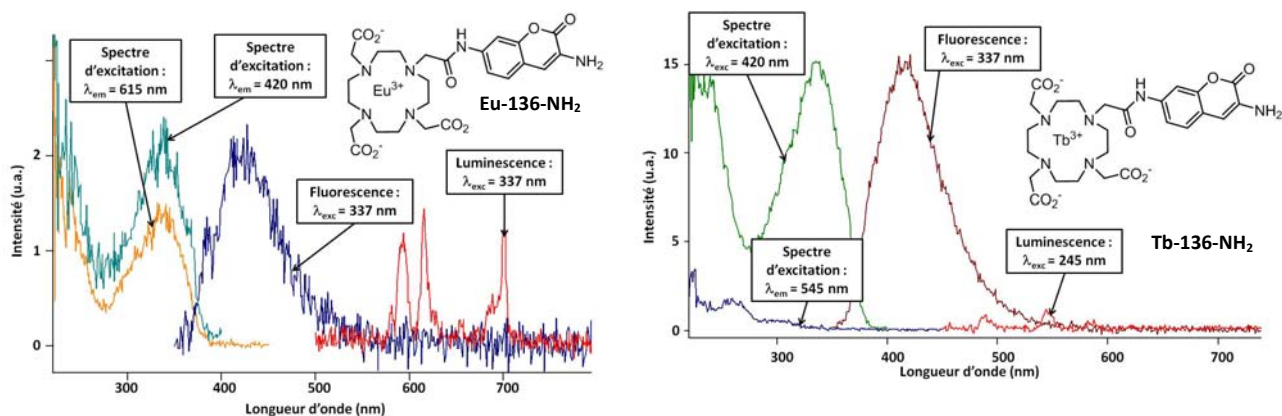 Spectre
d'excitation :
λem = 615 nm
Spectre
d'excitation :
λem = 420 nm
Fluorescence :
λexc = 337 nm
Luminescence :
λexc = 337 nm
CO2-
CO2-
CO2-
N
N
N
N
Eu3+
O
HN
O
O
NH2
Eu-136-NH2
Intensité (u.a.)
2
1
0
300
400
500
600
700
Longueur d'onde (nm)
Spectre
d'excitation :
λexc = 420 nm
Fluorescence :
λexc = 337 nm
Spectre
d'excitation :
λem = 545 nm
Luminescence :
λexc = 245 nm
CO2-
CO2-
CO2-
N
N
N
N
Tb3+
O
HN
O
O
NH2
Tb-136-NH2
Intensité (u.a.)
15
10
5
0
300
400
500
600
700
Longueur d'onde (nm)